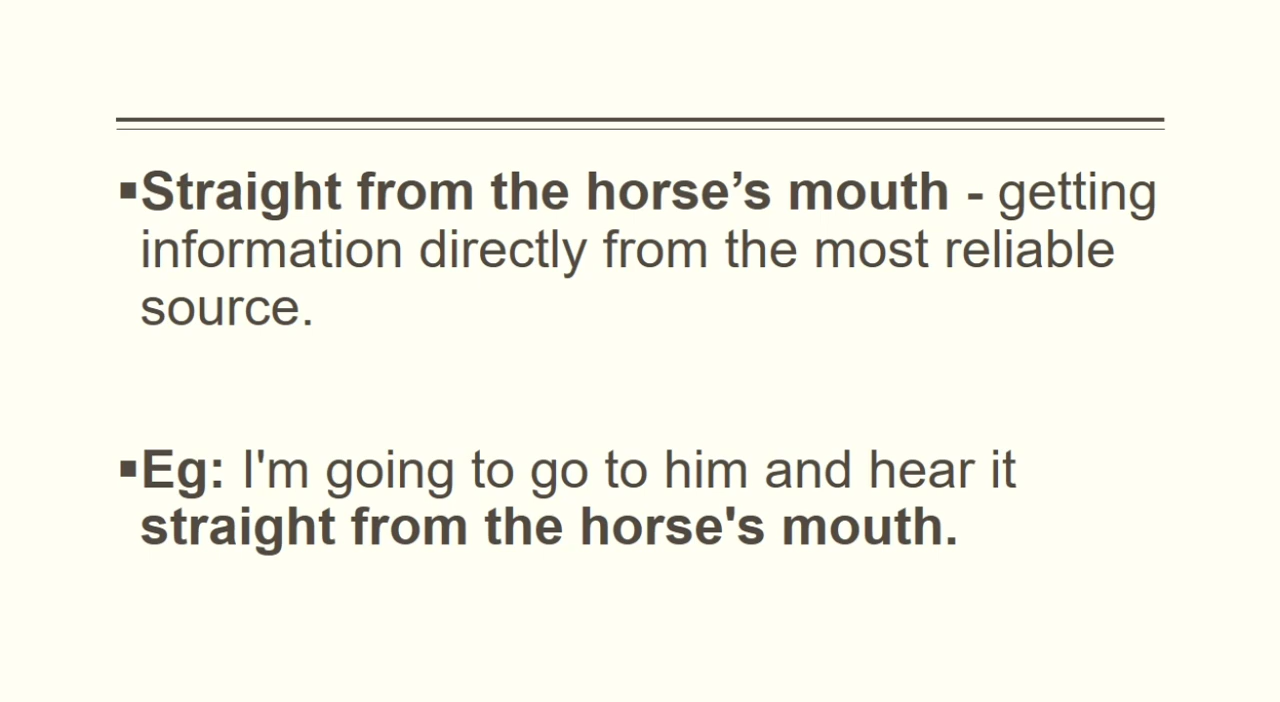 ▪Straight from the horse’s mouth - getting
information directly from the most reliable
source.
▪Eg: I'm going to go to him and hear it
straight from the horse's mouth.